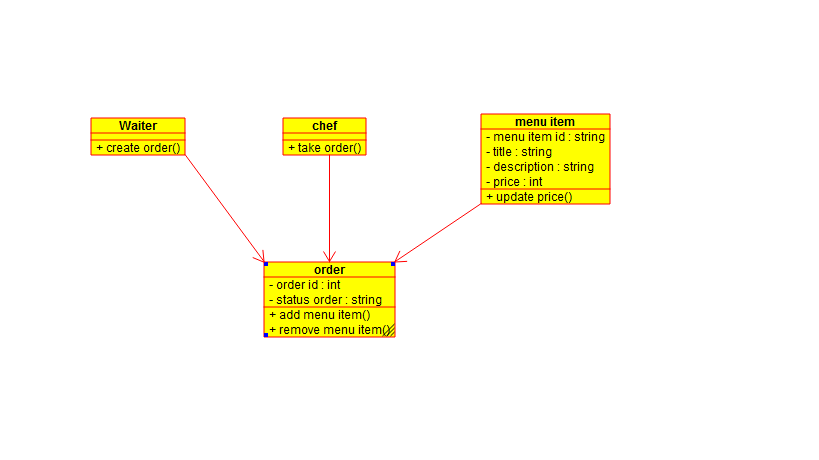 Waiter
+ create order()
chef
+ take order()
menu item
- menu item id : string
- title : string
- description : string
- price : int
+ update price()
order
- order id : int
- status order : string
+ add menu item()
+ remove menu item()